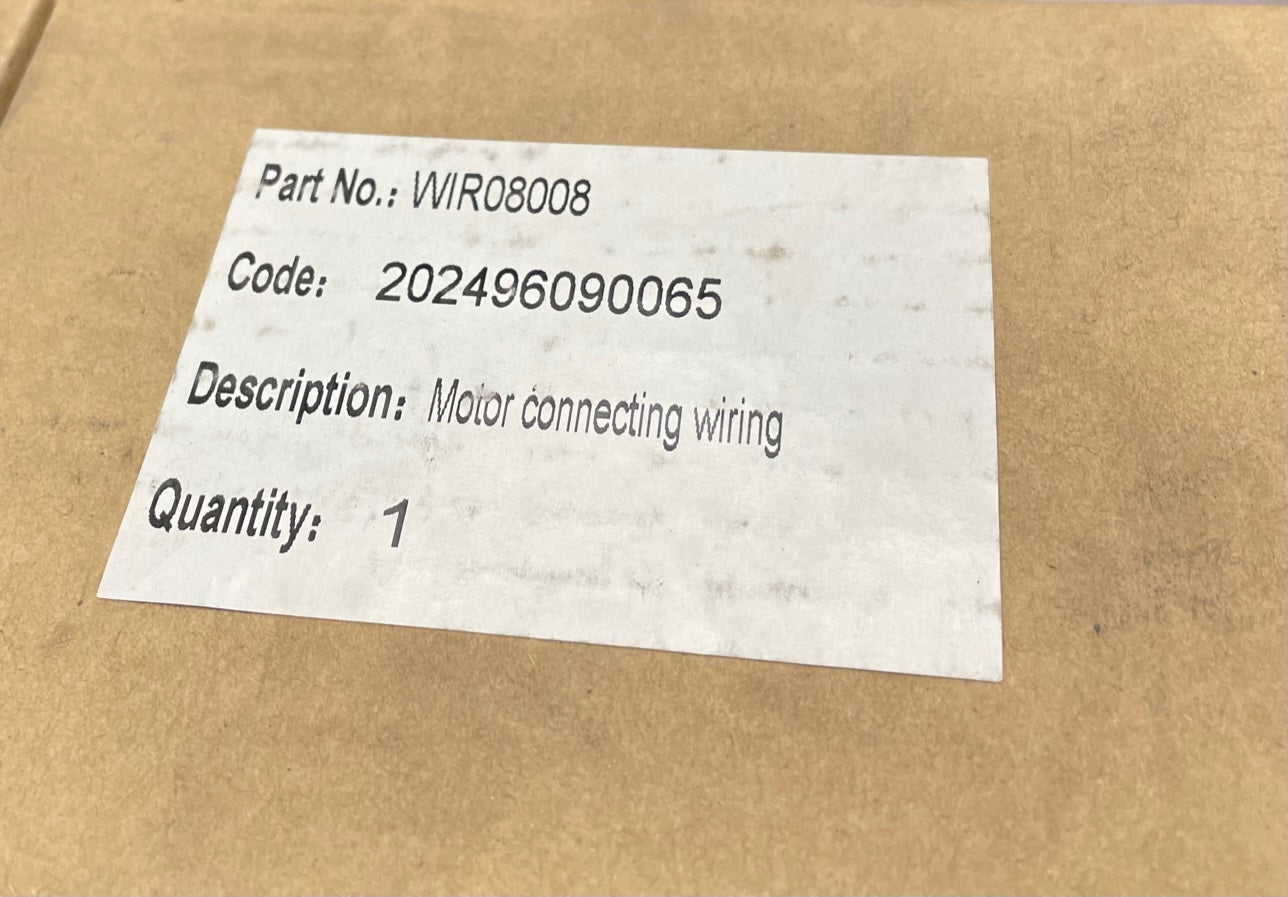 Part No.: WIR08008
Code: 202496090065
Description: Motor connecting wiring
Quantity: 1